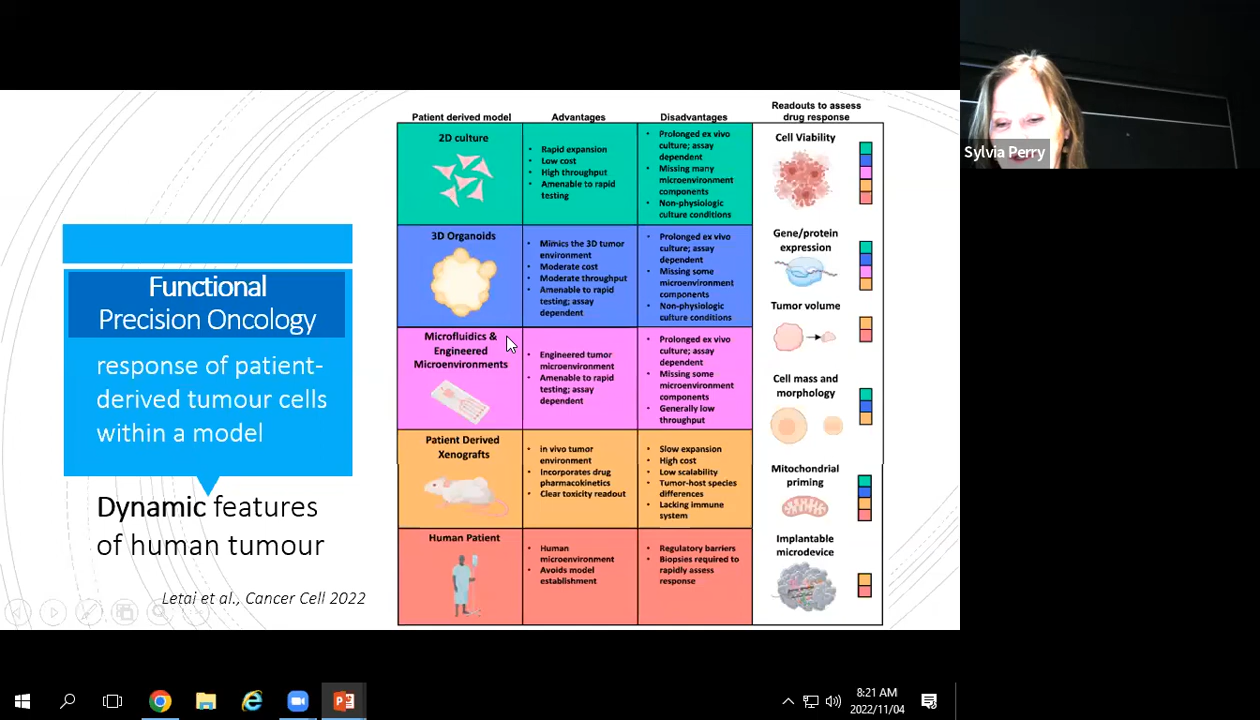 Functional
Precision Oncology
response of patient-
derived tumour cells
within a model
Dynamic features
of human tumour
Letai et al., Cancer Cell 2022
Patient derived model
Advantages
Disadvantages
Readouts to assess
drug response
2D culture
• Rapid expansion
• Low cost
• High throughput
• Amenable to rapid
testing
• Prolonged ex vivo
culture; assay
dependent
• Missing many
microenvironment
components
• Non-physiologic
culture conditions
3D Organoids
• Mimics the 3D tumor
environment
• Moderate cost
• Moderate throughput
• Amenable to rapid
testing; assay
dependent
• Prolonged ex vivo
culture; assay
dependent
• Missing some
microenvironment
components
• Non-physiologic
culture conditions
Microfluidics &
Engineered
Microenvironments
• Engineered tumor
microenvironment
• Amenable to rapid
testing; assay
dependent
• Prolonged ex vivo
culture; assay
dependent
• Missing some
microenvironment
components
• Generally low
throughput
Patient Derived
Xenografts
• in vivo tumor
environment
• Incorporates drug
pharmacokinetics
• Clear toxicity readout
• Slow expansion
• High cost
• Low scalability
• Tumor-host species
differences
• Lacking immune
system
Human Patient
• Human
microenvironment
• Avoids model
establishment
• Regulatory barriers
• Biopsies required to
rapidly assess
response
Cell Viability
Gene/protein
expression
Tumor volume
Cell mass and
morphology
Mitochondrial
priming
Implantable
microdevice
Sylvia Perry
8:21 AM
2022/11/04